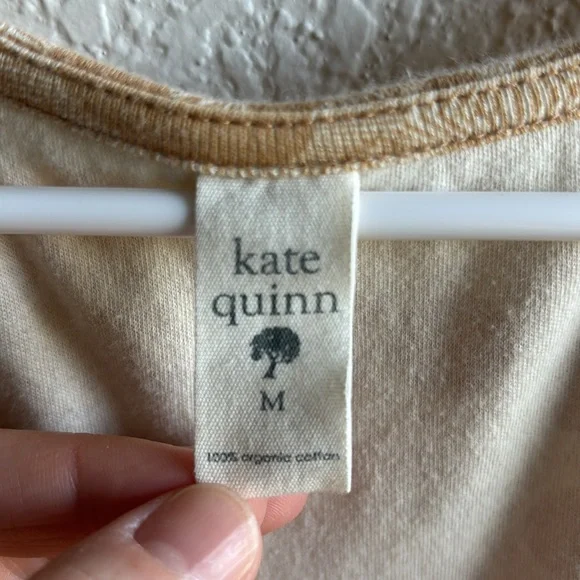 kate
quinn
M
100% organic cotton